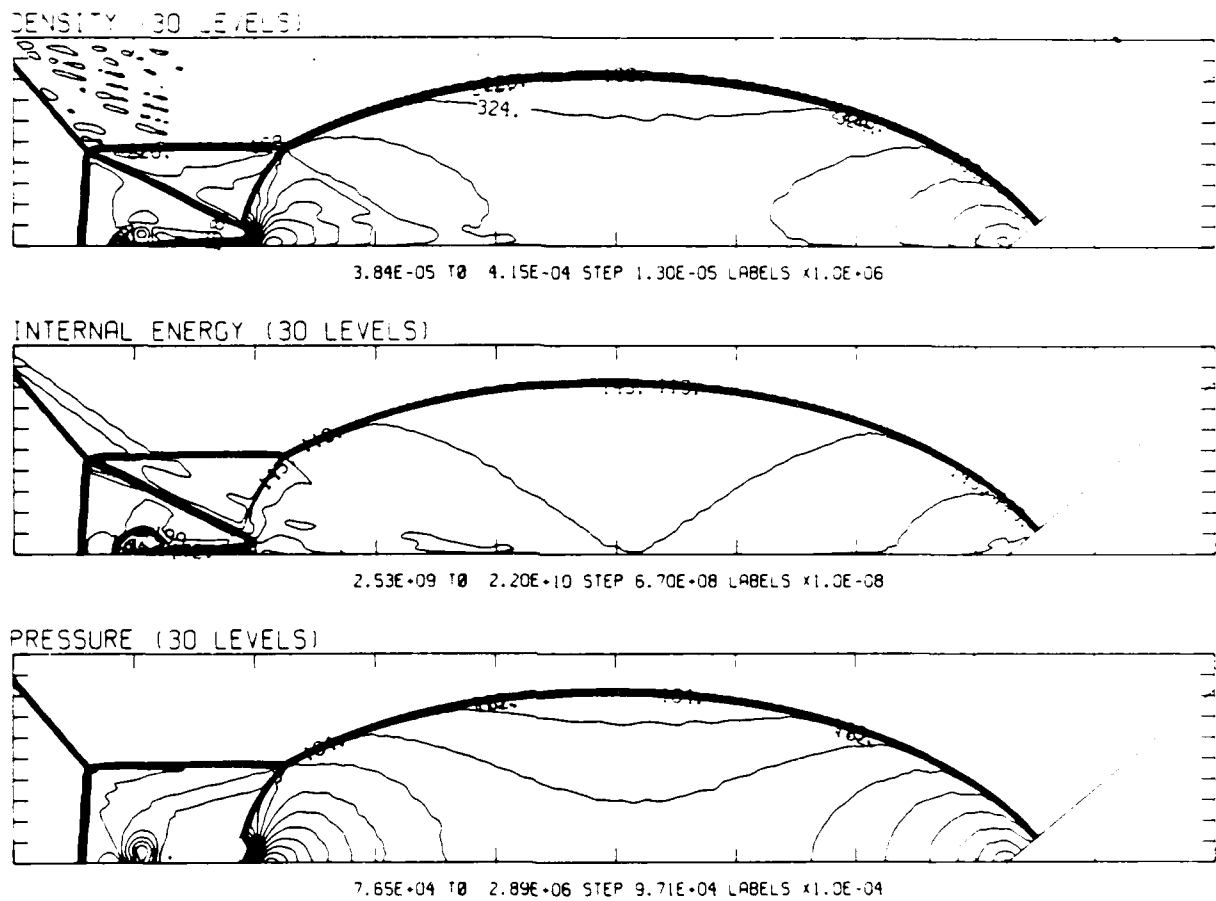 DENSITY (30 LEVELS)
324.
3.84E-05 TO 4.15E-04 STEP 1.30E-05 LABELS x1.0E+06
INTERNAL ENERGY (30 LEVELS)
2.53E+09 TO 2.20E+10 STEP 6.70E+08 LABELS x1.0E-08
PRESSURE (30 LEVELS)
7.65E+04 TO 2.89E+06 STEP 9.71E+04 LABELS x1.0E-04